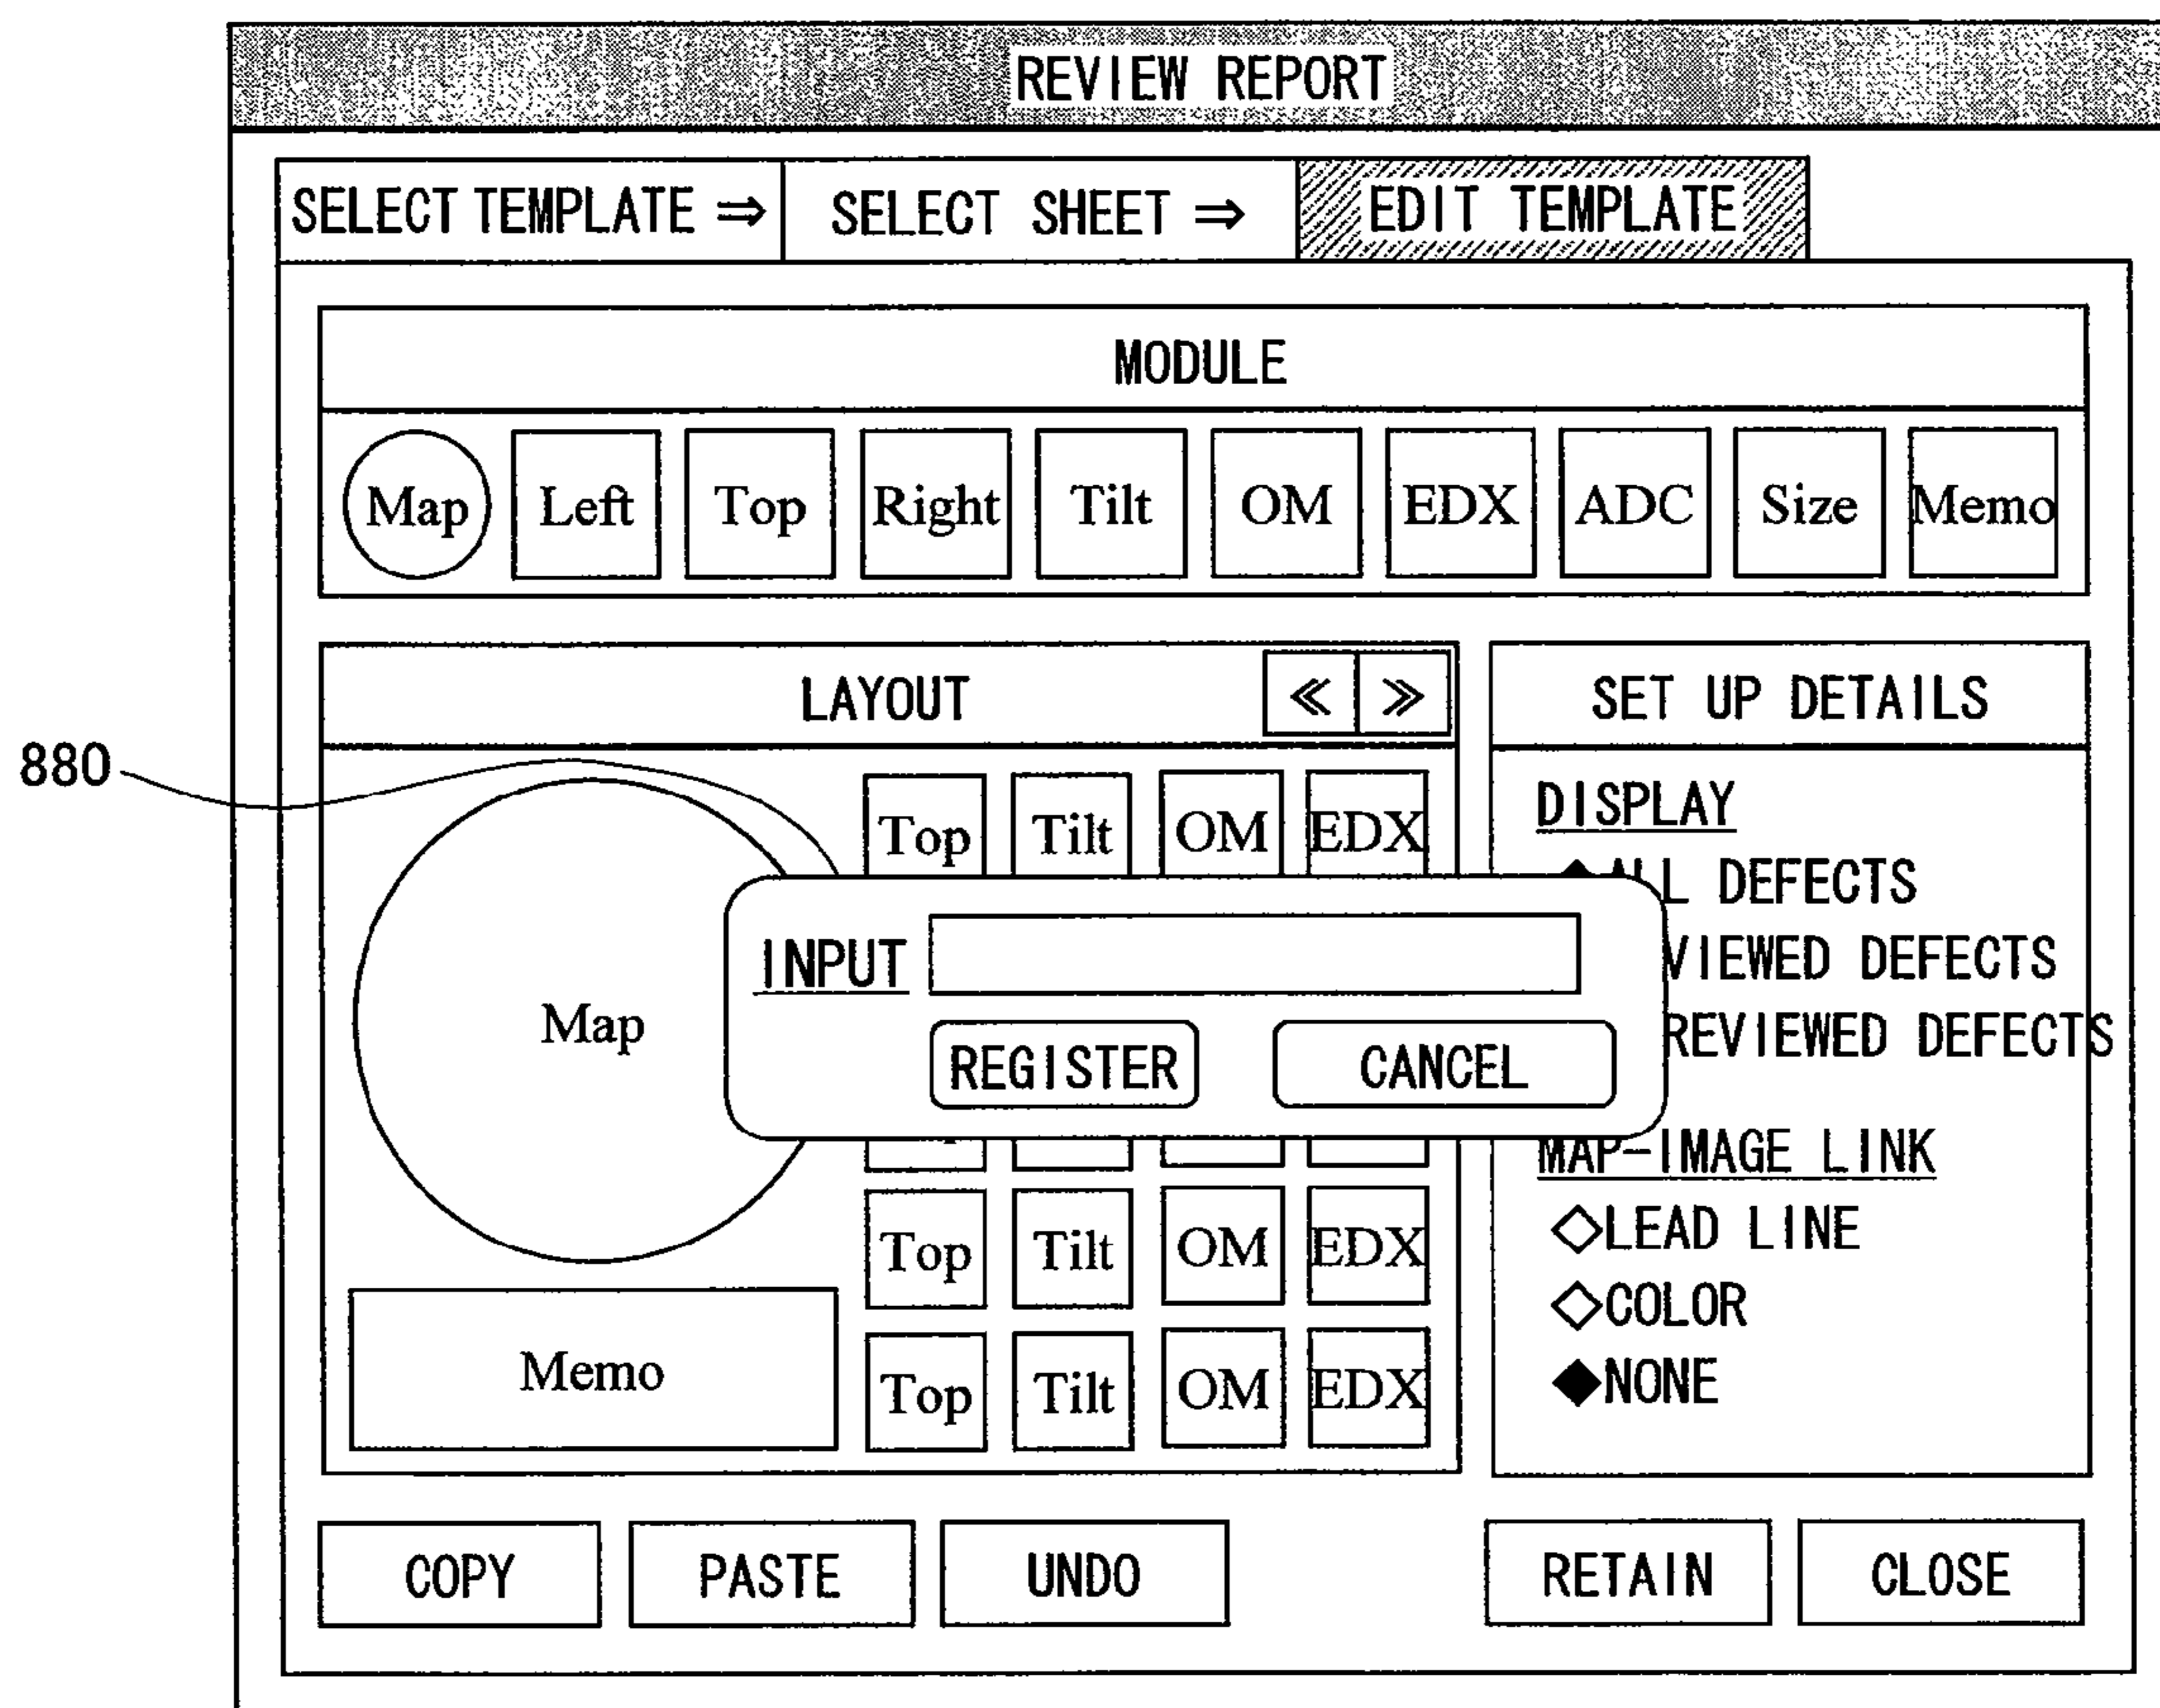 REVIEW REPORT
SELECT TEMPLATE ⇒ SELECT SHEET ⇒ EDIT TEMPLATE
MODULE
Map Left Top Right Tilt OM EDX ADC Size Memo
LAYOUT ≪ ≫ SET UP DETAILS
880
DISPLAY
Top Tilt OM EDX
ALL DEFECTS
INPUT
VIEWED DEFECTS
Map
REVIEWED DEFECTS
REGISTER CANCEL
MAP-IMAGE LINK
Top Tilt OM EDX
◇LEAD LINE
◇COLOR
Memo
Top Tilt OM EDX
◆NONE
COPY PASTE UNDO RETAIN CLOSE